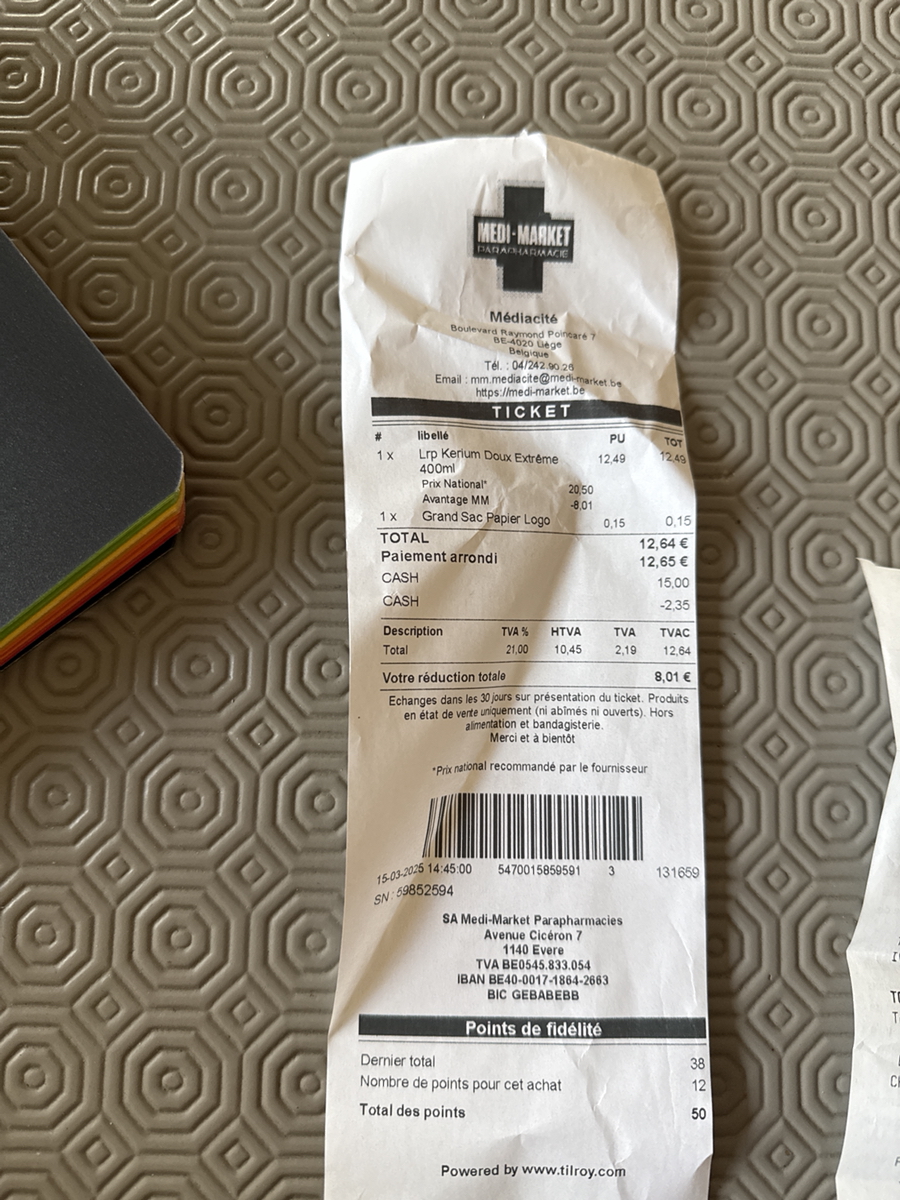 MEDI-MARKET
PARAPHARMACIE
Médiacité
Boulevard Raymond Poincaré 7
BE-4020 Liège
Belgique
Tél. : 04/242.90.26
Email : mm.mediacite@medi-market.be
https://medi-market.be
TICKET
# libellé PU TOT
1 x Lrp Kerium Doux Extrême 12,49 12,49
400ml
Prix National* 20,50
Avantage MM -8,01
1 x Grand Sac Papier Logo 0,15 0,15
TOTAL 12,64 €
Paiement arrondi 12,65 €
CASH 15,00
CASH -2,35
Description TVA % HTVA TVA TVAC
Total 21,00 10,45 2,19 12,64
Votre réduction totale 8,01 €
Echanges dans les 30 jours sur présentation du ticket. Produits
en état de vente uniquement (ni abîmés ni ouverts). Hors
alimentation et bandagisterie.
Merci et à bientôt
*Prix national recommandé par le fournisseur
15-03-2025 14:45:00 5470015859591 3 131659
SN : 59852594
SA Medi-Market Parapharmacies
Avenue Cicéron 7
1140 Evere
TVA BE0545.833.054
IBAN BE40-0017-1864-2663
BIC GEBABEBB
Points de fidélité
Dernier total 38
Nombre de points pour cet achat 12
Total des points 50
Powered by www.tilroy.com